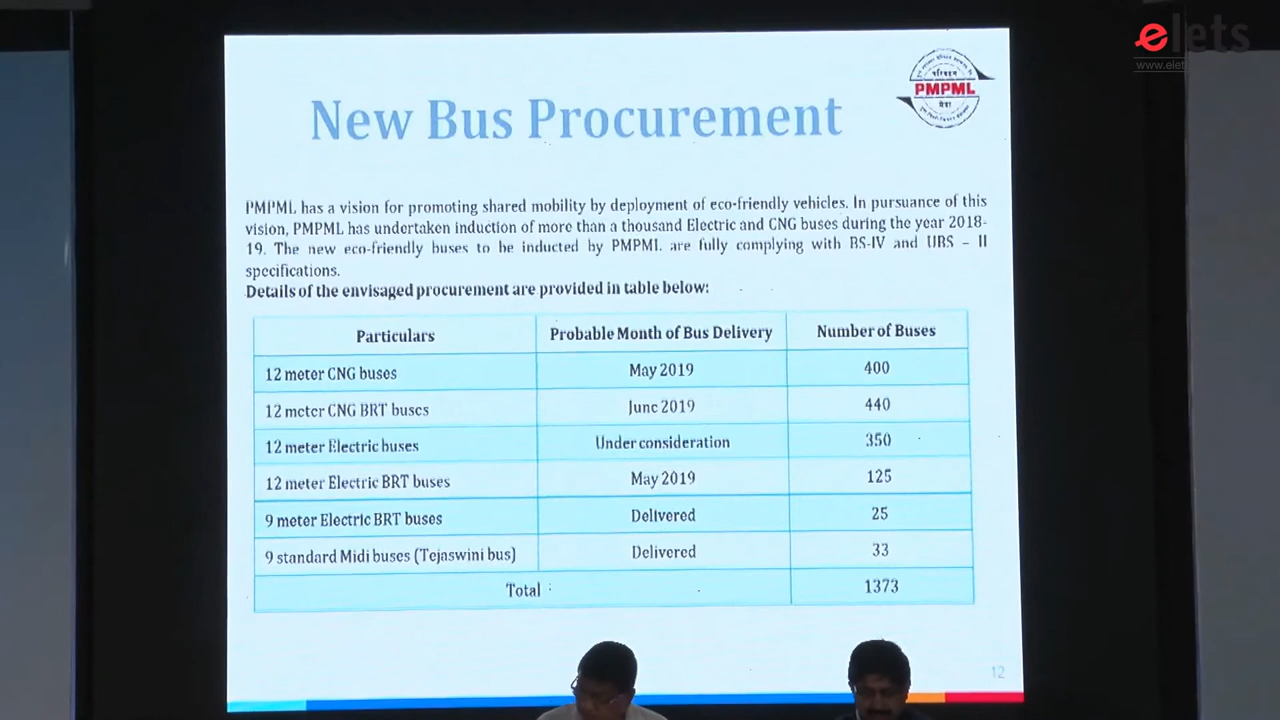 elets
www.elet
परिवहन
PMPML
सेवा
New Bus Procurement
PMPML has a vision for promoting shared mobility by deployment of eco-friendly vehicles. In pursuance of this
vision, PMPML has undertaken induction of more than a thousand Electric and CNG buses during the year 2018-
19. The new eco-friendly buses to be inducted by PMPML are fully complying with BS-IV and UBS – II
specifications.
Details of the envisaged procurement are provided in table below:
Particulars Probable Month of Bus Delivery Number of Buses
12 meter CNG buses May 2019 400
12 meter CNG BRT buses June 2019 440
12 meter Electric buses Under consideration 350
12 meter Electric BRT buses May 2019 125
9 meter Electric BRT buses Delivered 25
9 standard Midi buses (Tejaswini bus) Delivered 33
Total : 1373
12